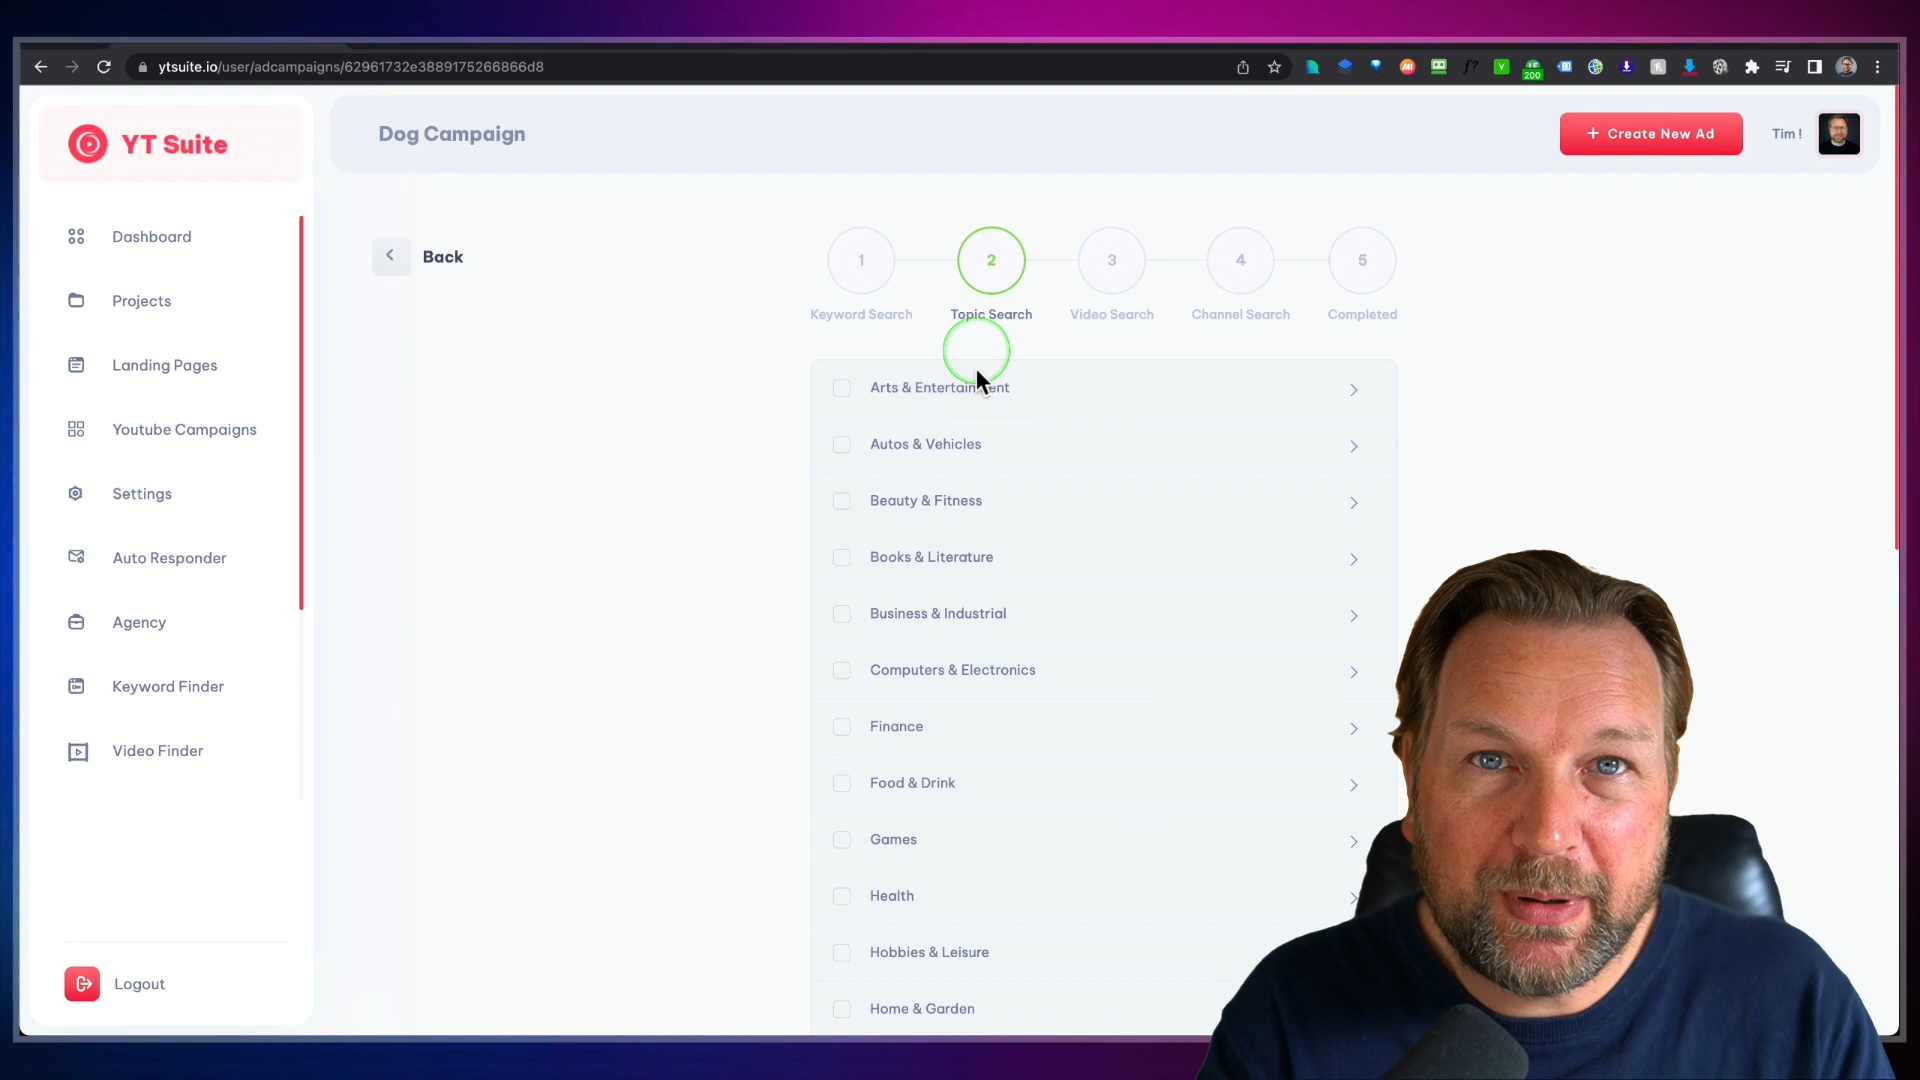 ytsuite.io/user/adcampaigns/62961732e3889175266866d8
200
YT Suite
Dog Campaign
+ Create New Ad
Tim !
Dashboard
Projects
Landing Pages
Youtube Campaigns
Settings
Auto Responder
Agency
Keyword Finder
Video Finder
Logout
Back
1
2
3
4
5
Keyword Search
Topic Search
Video Search
Channel Search
Completed
Arts & Entertainment
Autos & Vehicles
Beauty & Fitness
Books & Literature
Business & Industrial
Computers & Electronics
Finance
Food & Drink
Games
Health
Hobbies & Leisure
Home & Garden